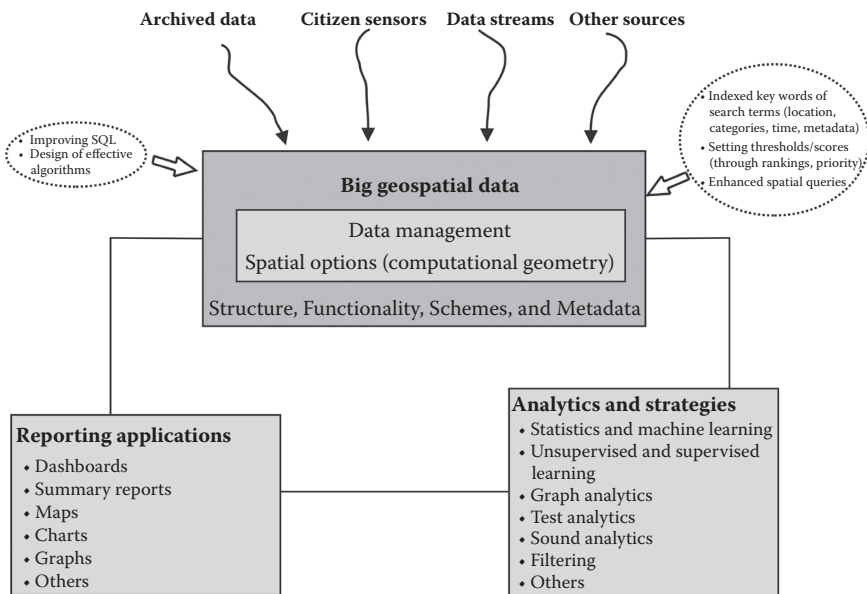 Archived data
Citizen sensors
Data streams
Other sources
• Improving SQL
• Design of effective
algorithms
• Indexed key words of
search terms (location,
categories, time, metadata)
• Setting thresholds/scores
(through rankings, priority)
• Enhanced spatial queries
Big geospatial data
Data management
Spatial options (computational geometry)
Structure, Functionality, Schemes, and Metadata
Reporting applications
• Dashboards
• Summary reports
• Maps
• Charts
• Graphs
• Others
Analytics and strategies
• Statistics and machine learning
• Unsupervised and supervised
learning
• Graph analytics
• Test analytics
• Sound analytics
• Filtering
• Others